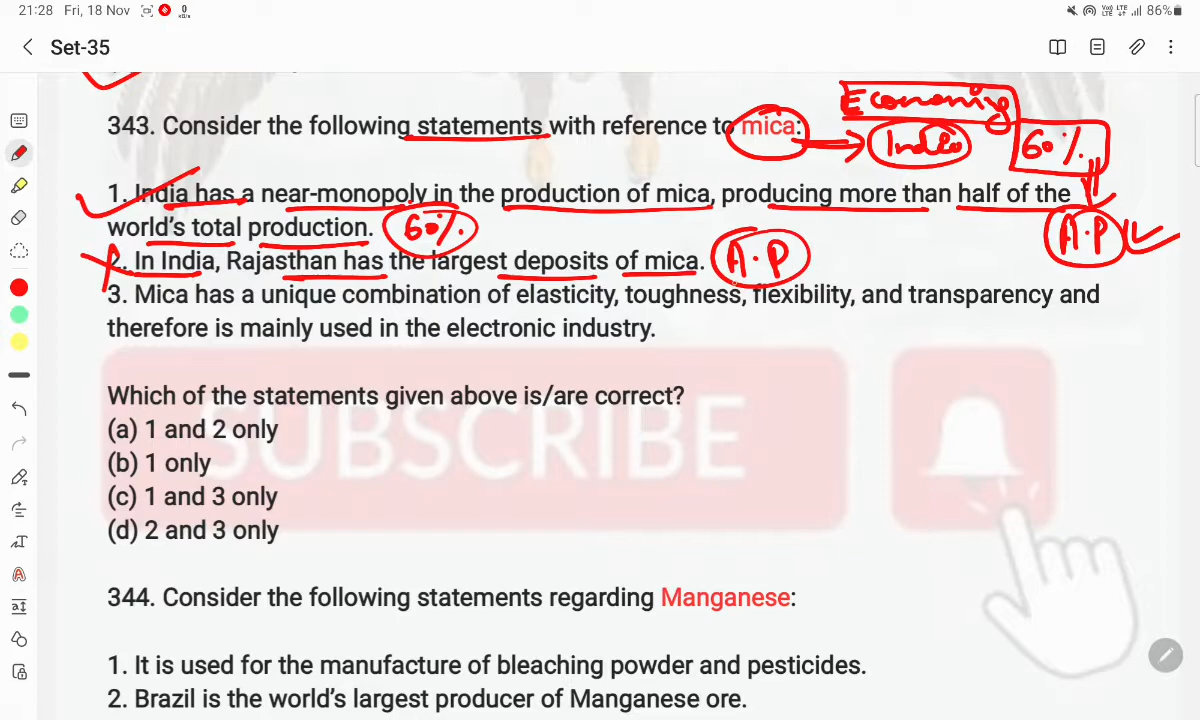 21:28 Fri, 18 Nov 0 KB/s 86%
Set-35
Economing
343. Consider the following statements with reference to mica: India 60%
1. India has a near-monopoly in the production of mica, producing more than half of the
world's total production. 60% A.P
2. In India, Rajasthan has the largest deposits of mica. A.P
3. Mica has a unique combination of elasticity, toughness, flexibility, and transparency and
therefore is mainly used in the electronic industry.
SUBSCRIBE
Which of the statements given above is/are correct?
(a) 1 and 2 only
(b) 1 only
(c) 1 and 3 only
(d) 2 and 3 only
344. Consider the following statements regarding Manganese:
1. It is used for the manufacture of bleaching powder and pesticides.
2. Brazil is the world's largest producer of Manganese ore.